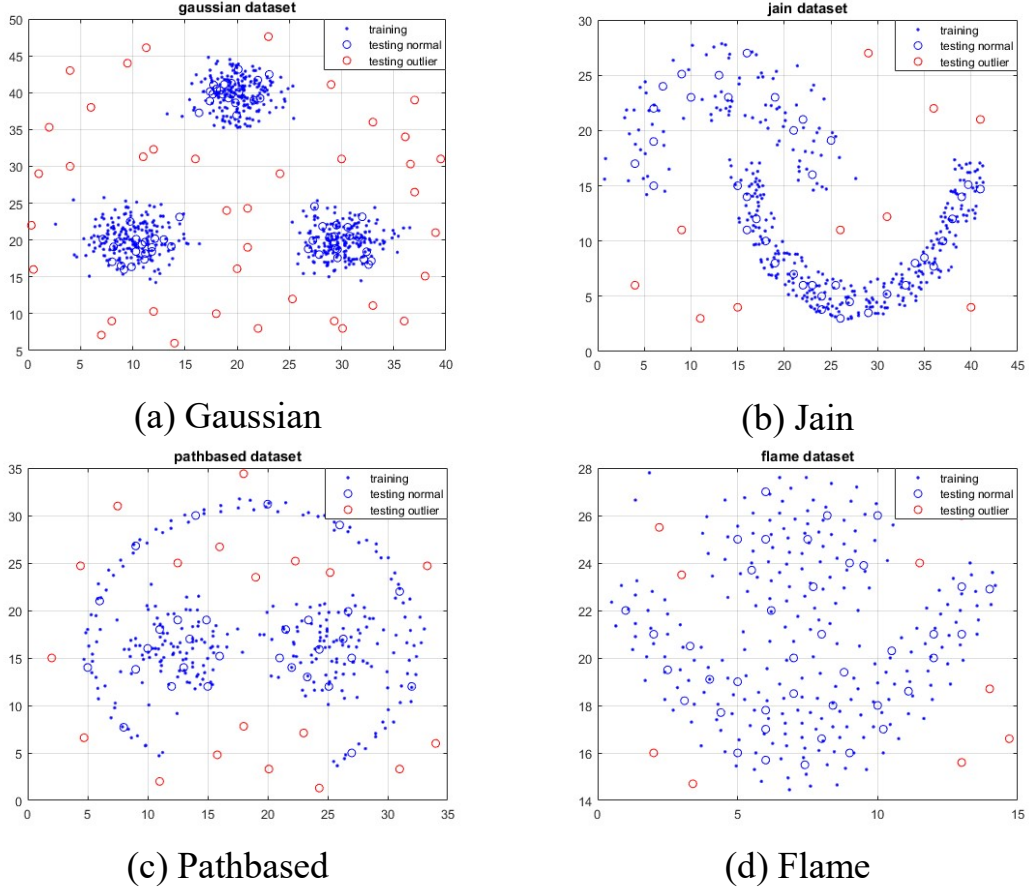 gaussian dataset
training
testing normal
testing outlier
50
45
40
35
30
25
20
15
10
5
0 5 10 15 20 25 30 35 40
(a) Gaussian
jain dataset
training
testing normal
testing outlier
30
25
20
15
10
5
0
0 5 10 15 20 25 30 35 40 45
(b) Jain
pathbased dataset
training
testing normal
testing outlier
35
30
25
20
15
10
5
0
0 5 10 15 20 25 30 35
(c) Pathbased
flame dataset
training
testing normal
testing outlier
28
26
24
22
20
18
16
14
0 5 10 15
(d) Flame